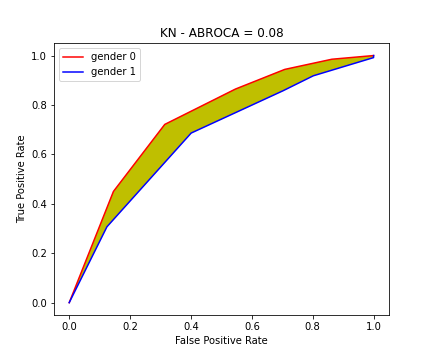 KN - ABROCA = 0.08
gender 0
gender 1
True Positive Rate
1.0
0.8
0.6
0.4
0.2
0.0
0.0 0.2 0.4 0.6 0.8 1.0
False Positive Rate